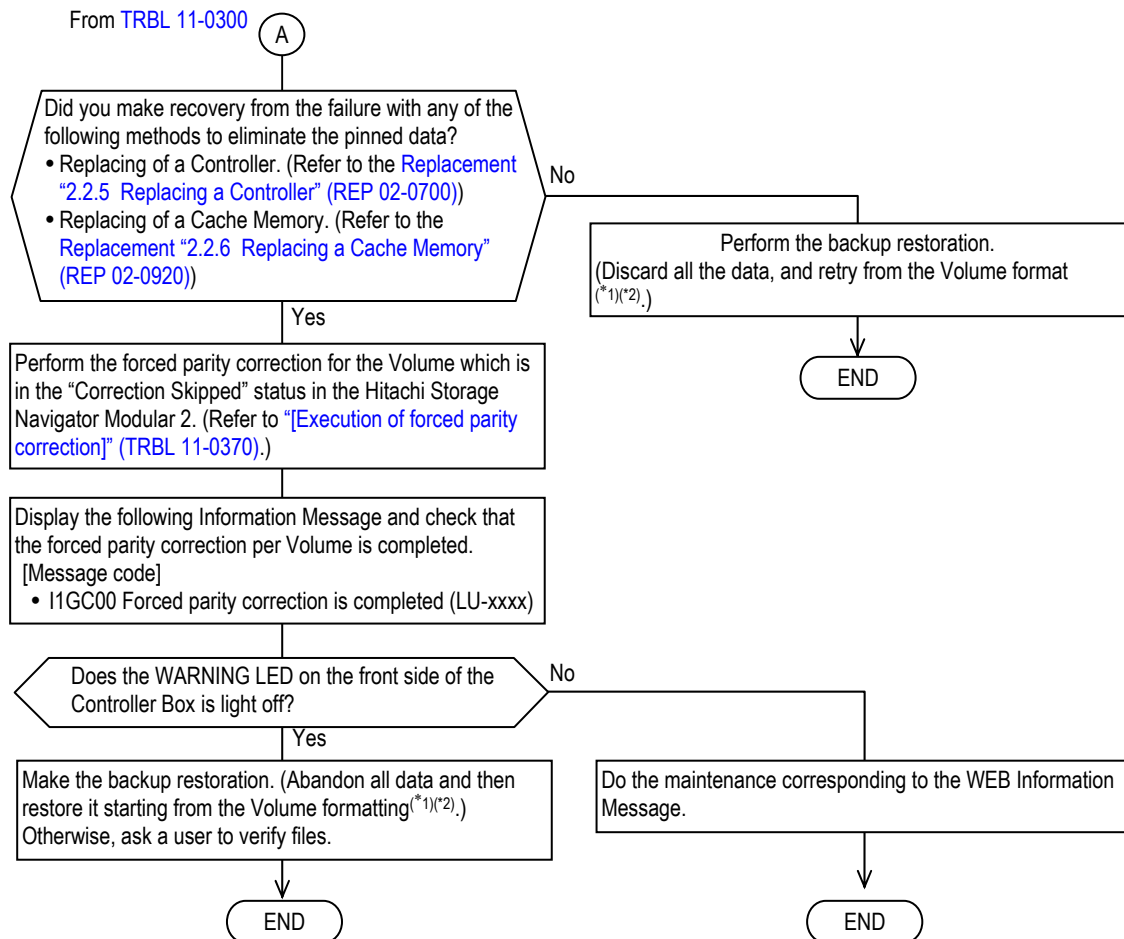 From TRBL 11-0300
A
Did you make recovery from the failure with any of the
following methods to eliminate the pinned data?
• Replacing of a Controller. (Refer to the Replacement
“2.2.5 Replacing a Controller” (REP 02-0700))
• Replacing of a Cache Memory. (Refer to the
Replacement “2.2.6 Replacing a Cache Memory”
(REP 02-0920))
No
Perform the backup restoration.
(Discard all the data, and retry from the Volume format
(*1)(*2).)
END
Yes
Perform the forced parity correction for the Volume which is
in the “Correction Skipped” status in the Hitachi Storage
Navigator Modular 2. (Refer to “[Execution of forced parity
correction]” (TRBL 11-0370).)
Display the following Information Message and check that
the forced parity correction per Volume is completed.
[Message code]
• I1GC00 Forced parity correction is completed (LU-xxxx)
Does the WARNING LED on the front side of the
Controller Box is light off?
No
Yes
Make the backup restoration. (Abandon all data and then
restore it starting from the Volume formatting(*1)(*2).)
Otherwise, ask a user to verify files.
Do the maintenance corresponding to the WEB Information
Message.
END
END